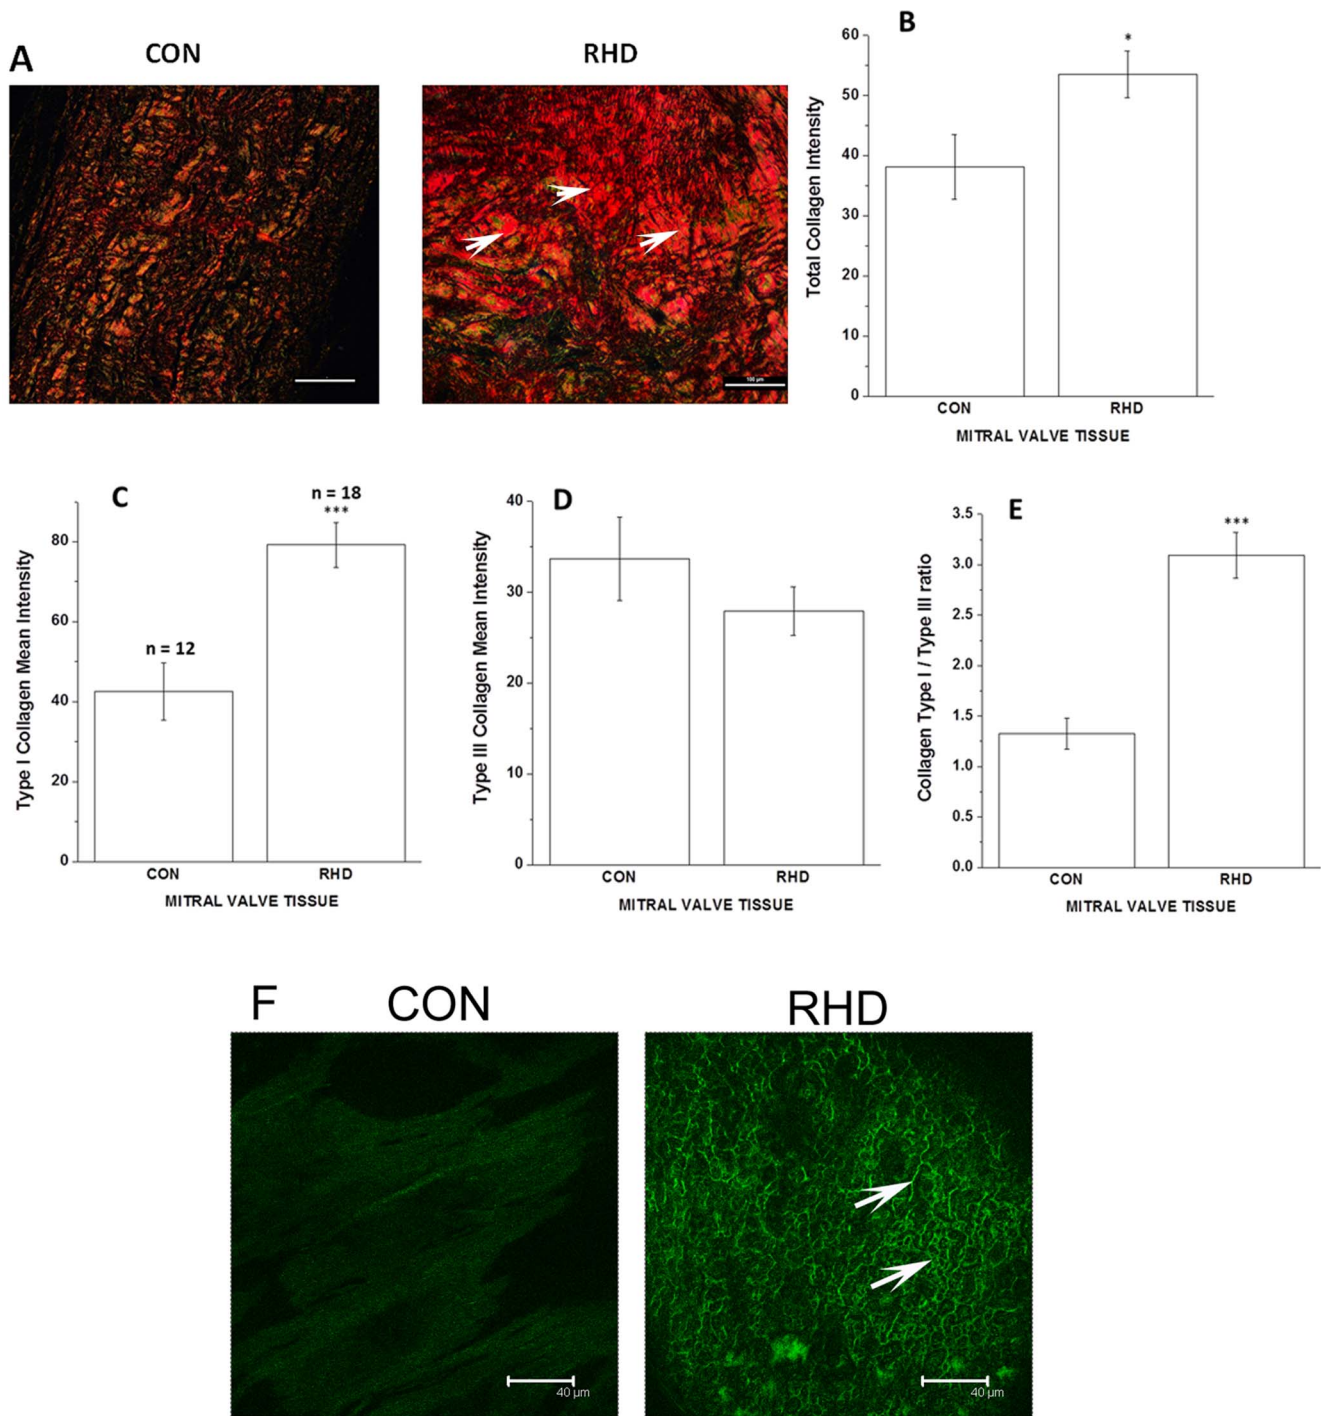 A
CON
RHD
100 µm
B
60
50
40
30
20
10
0
Total Collagen Intensity
*
CON
RHD
MITRAL VALVE TISSUE
C
80
60
40
20
0
Type I Collagen Mean Intensity
n = 12
n = 18
***
CON
RHD
MITRAL VALVE TISSUE
D
40
30
20
10
0
Type III Collagen Mean Intensity
CON
RHD
MITRAL VALVE TISSUE
E
3.5
3.0
2.5
2.0
1.5
1.0
0.5
0.0
Collagen Type I / Type III ratio
***
CON
RHD
MITRAL VALVE TISSUE
F
CON
RHD
40 µm
40 µm